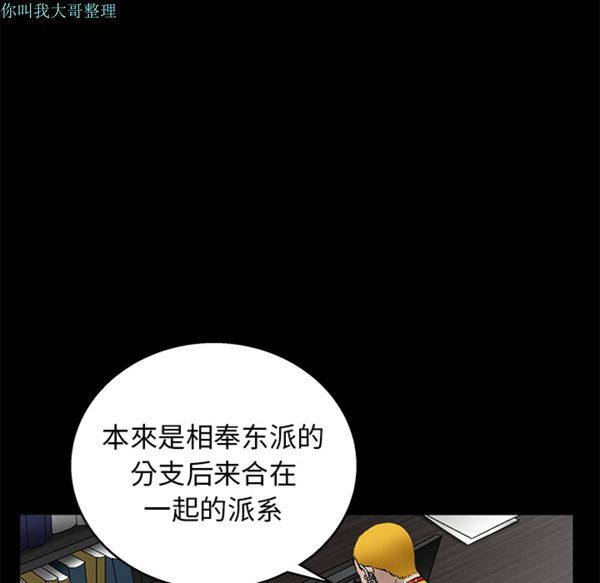 你叫我大哥整理
本來是相奉东派的
分支后来合在
一起的派系